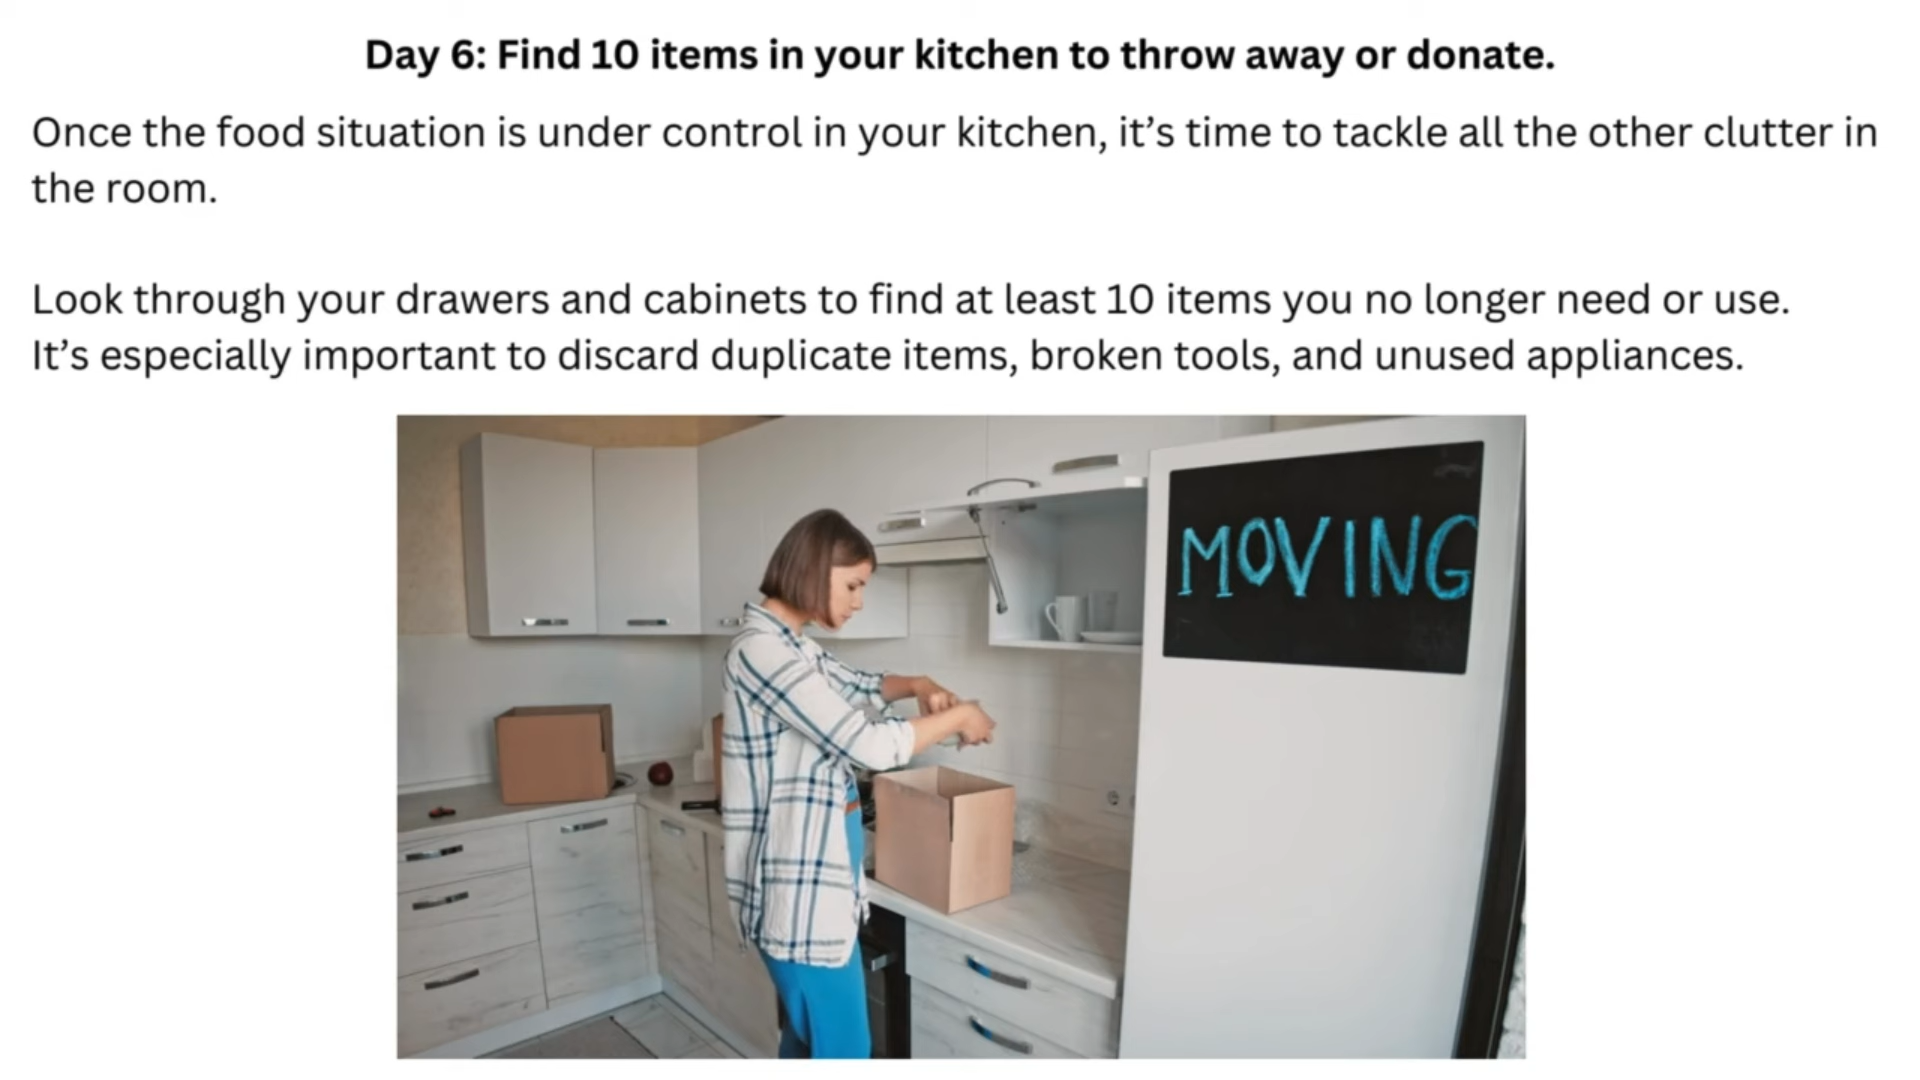 Day 6: Find 10 items in your kitchen to throw away or donate.
Once the food situation is under control in your kitchen, it’s time to tackle all the other clutter in
the room.
Look through your drawers and cabinets to find at least 10 items you no longer need or use.
It’s especially important to discard duplicate items, broken tools, and unused appliances.
MOVING